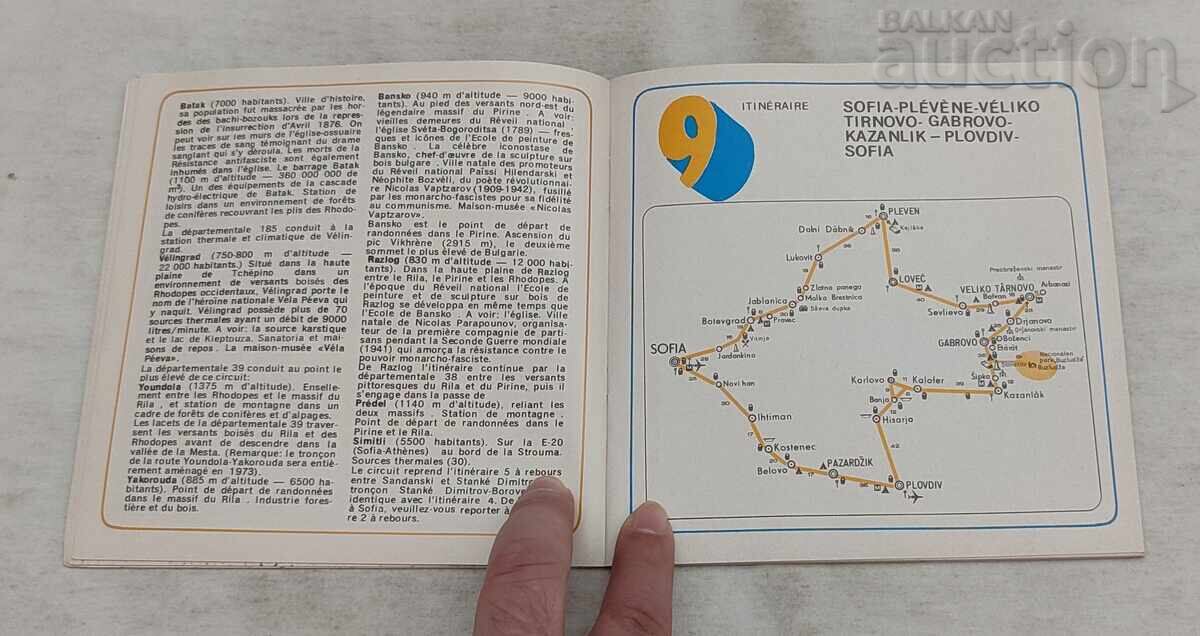 BALKAN
auction
Batak (7000 habitants). Ville d'histoire,
sa population fut massacrée par les hor-
des des bachi-bozouks lors de la repres-
sion de l'insurrection d'Avril 1876. On
peut voir sur les murs de l'église-ossuaire
les traces de sang témoignant du drame
sanglant qui s'y déroula. Les morts de la
Résistance antifasciste sont également
inhumés dans l'église. Le barrage Batak
(1100 m d'altitude — 360 000 000 de
m³). Un des équipements de la cascade
hydro-électrique de Batak. Station de
loisirs dans un environnement de forêts
de conifères recouvrant les plis des Rhodo-
pes.
La départementale 185 conduit à la
station thermale et climatique de Vélin-
grad.
Vélingrad (750-800 m d'altitude —
22 000 habitants.) Situé dans la haute
plaine de Tchépino dans un
environnement de versants boisés des
Rhodopes occidentaux, Vélingrad porte le
nom de l'héroïne nationale Véla Péeva qui
y naquit. Vélingrad possède plus de 70
sources thermales ayant un débit de 9000
litres/minute. A voir: la source karstique
et le lac de Kleptouza. Sanatoria et mai-
sons de repos. La maison-musée «Véla
Péeva».
La départementale 39 conduit au point le
plus élevé de ce circuit:
Youndola (1375 m d'altitude). Enselle-
ment entre les Rhodopes et le massif du
Rila, et station de montagne dans un
cadre de forêts de conifères et d'alpages.
Les lacets de la départementale 39 traver-
sent les versants boisés du Rila et des
Rhodopes avant de descendre dans la
vallée de la Mesta. (Remarque: le tronçon
de la route Youndola-Yakorouda sera entiè-
rement aménagé en 1973).
Yakorouda (885 m d'altitude — 6500 ha-
bitants). Point de départ de randonnées
dans le massif du Rila. Industrie fores-
tière et du bois.
Bansko (940 m d'altitude — 9000 habi-
tants). Au pied des versants nord-est du
légendaire massif du Pirine. A voir:
vieilles demeures du Réveil national,
l'église Svéta-Bogoroditsa (1789) — fres-
ques et icônes de l'Ecole de peinture de
Bansko. La célèbre iconostase de
Bansko, chef-d'œuvre de la sculpture sur
bois bulgare. Ville natale des promoteurs
du Réveil national Païssi Hilendarski et
Néophite Bozvéli, du poète révolutionnai-
re Nicolas Vaptzarov (1909-1942), fusillé
par les monarcho-fascistes pour sa fidélité
au communisme. Maison-musée «Nicolas
Vaptzarov».
Bansko est le point de départ de
randonnées dans le Pirine. Ascension du
pic Vikhrène (2915 m), le deuxième
sommet le plus élevé de Bulgarie.
Razlog (830 m d'altitude — 12 000 habi-
tants). Dans la haute plaine de Razlog
entre le Rila, le Pirine et les Rhodopes. A
l'époque du Réveil national l'Ecole de
peinture et de sculpture sur bois de
Razlog se développa en même temps que
l'Ecole de Bansko. A voir: l'église. Ville
natale de Nicolas Parapounov, organisa-
teur de la première compagnie de parti-
sans pendant la Seconde Guerre mondiale
(1941) qui amorça la résistance contre le
pouvoir monarcho-fasciste.
De Razlog l'itinéraire continue par la
départementale 38 entre les versants
pittoresques du Rila et du Pirine, puis il
s'engage dans la passe de
Prédel (1140 m d'altitude), reliant les
deux massifs. Station de montagne.
Point de départ de randonnées dans le
Pirine et le Rila.
Simitli (5500 habitants). Sur la E-20
(Sofia-Athènes) au bord de la Strouma.
Sources thermales (30).
Le circuit reprend l'itinéraire 5 à rebours
entre Sandanski et Stanké Dimitro
tronçon Stanké Dimitrov-Borove
identique avec l'itinéraire 4. De
à Sofia, veuillez-vous reporter à
re 2 à rebours.
9
ITINÉRAIRE
SOFIA-PLÉVÈNE-VÉLIKO
TIRNOVO- GABROVO-
KAZANLIK – PLOVDIV-
SOFIA
PLEVEN
Kajlăka
Dolni Dăbnik
35
Lukovit
LOVEČ
Preobraženski manastir
Arbanasi
VELIKO TĂRNOVO
Zlatna panega
Malka Brestnica
Săeva dupka
Jablanica
Balvan
Sevlievo
Botevgrad
Pravec
Drjanovo
Drjanovski manastir
Vitinja
GABROVO
Boženci
Etărăt
SOFIA
Jordankino
Nacionalen
park Buzludža
Buzludža
Šipka
Novi han
Karlovo
Kalofer
Kazanlăk
Banja
Ihtiman
Hisarja
Kostenec
Belovo
PAZARDŽIK
PLOVDIV